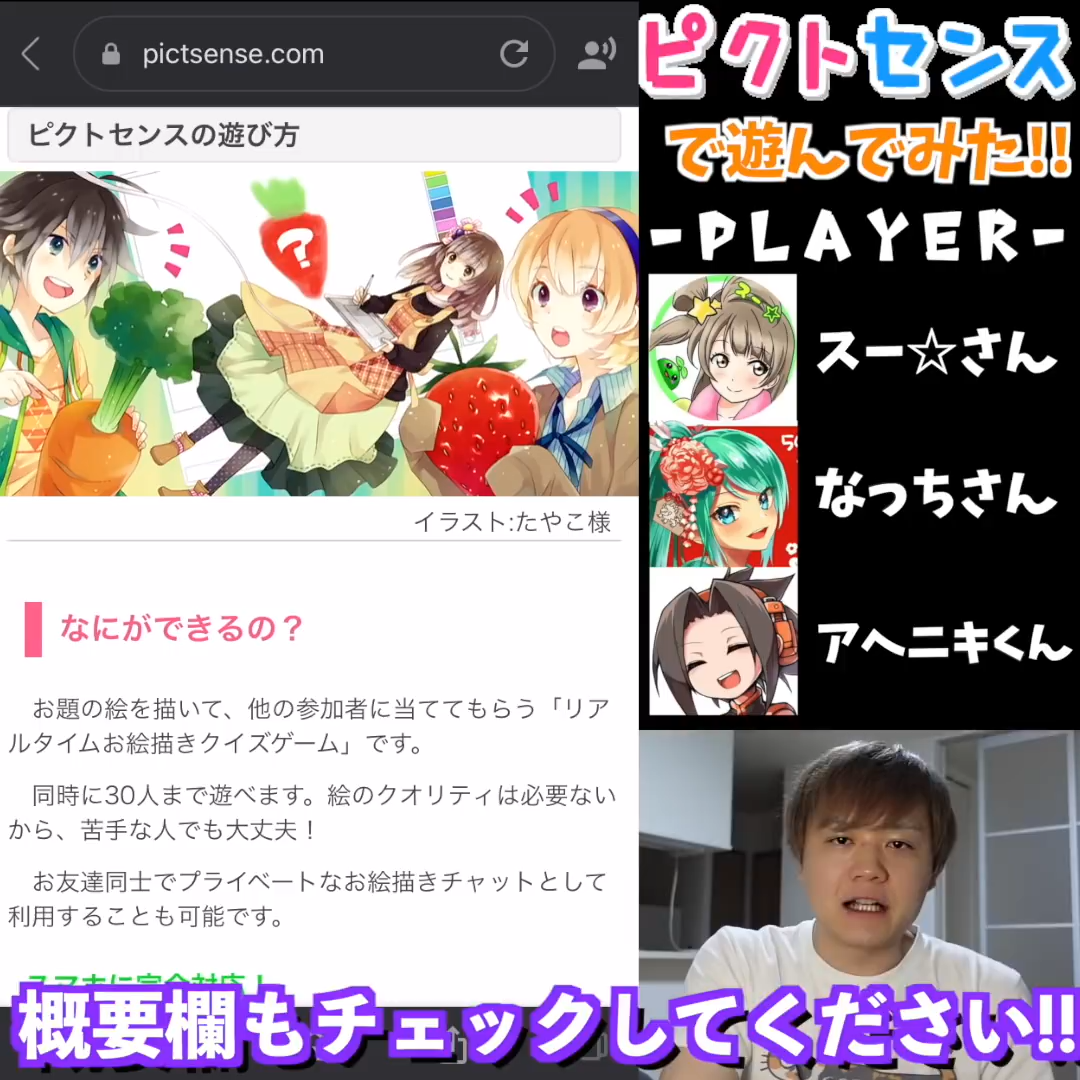 pictsense.com
ピクトセンスの遊び方
?
イラスト:たやこ様
なにができるの？
お題の絵を描いて、他の参加者に当ててもらう「リア
ルタイムお絵描きクイズゲーム」です。
同時に30人まで遊べます。絵のクオリティは必要ない
から、苦手な人でも大丈夫！
お友達同士でプライベートなお絵描きチャットとして
利用することも可能です。
スマホに完全対応！
ピクトセンス
で遊んでみた!!
-PLAYER-
スー☆さん
なっちさん
アヘニキくん
概要欄もチェックしてください!!